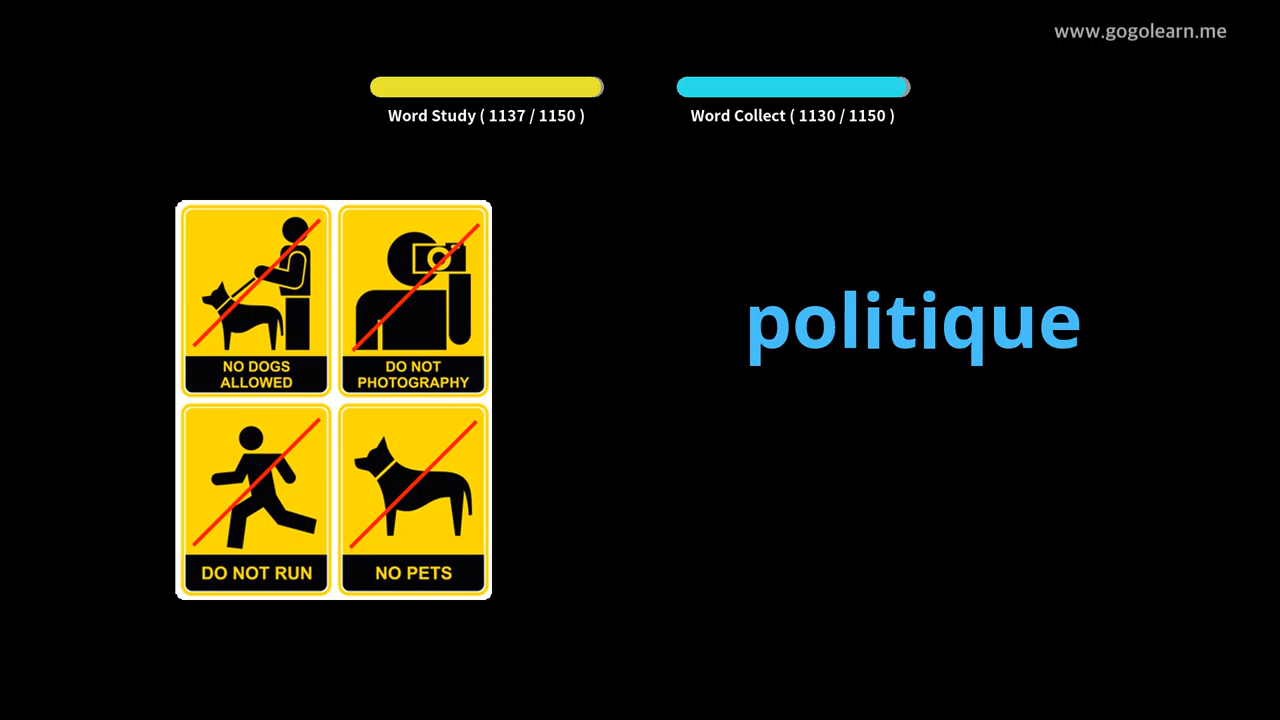 www.gogolearn.me
Word Study ( 1137 / 1150 )
Word Collect ( 1130 / 1150 )
NO DOGS
ALLOWED
DO NOT
PHOTOGRAPHY
politique
DO NOT RUN
NO PETS